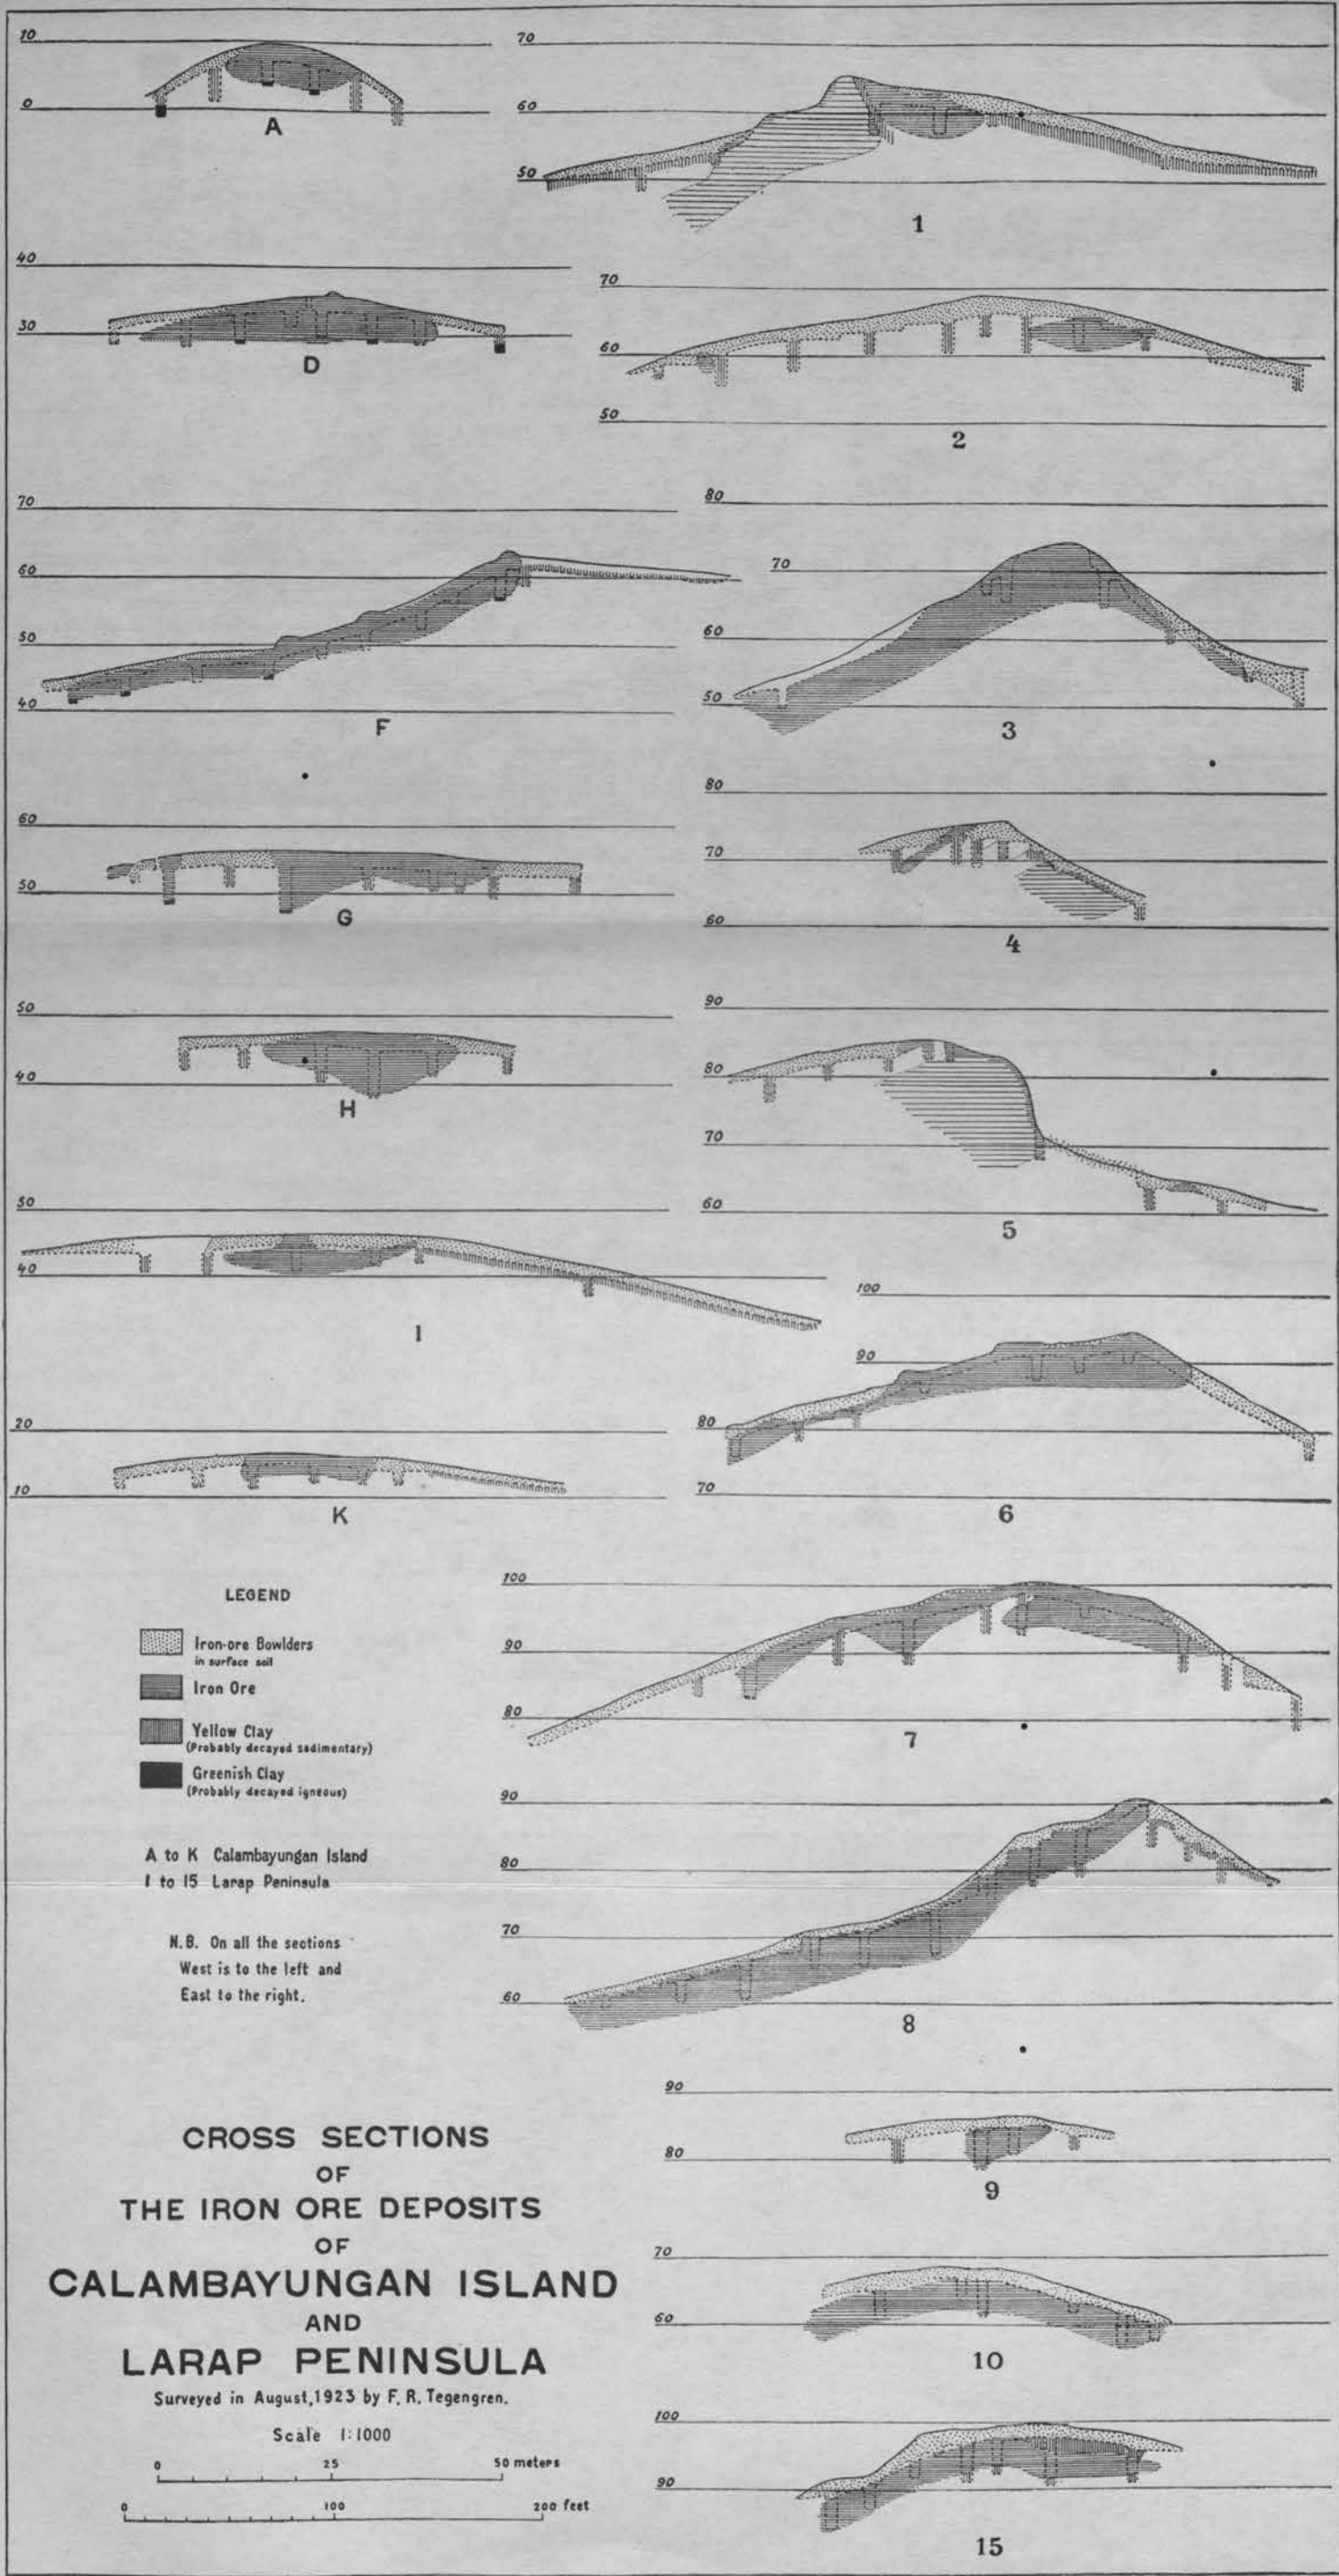 10
0
A
40
30
D
70
60
50
40
F
60
50
G
50
40
H
50
40
I
20
10
K
70
60
50
1
70
60
50
2
80
70
60
50
3
80
70
60
4
90
80
70
60
5
100
90
80
70
6
100
90
80
7
90
80
70
60
8
90
80
9
70
60
10
100
90
15
LEGEND
Iron-ore Bowlders
in surface soil
Iron Ore
Yellow Clay
(Probably decayed sedimentary)
Greenish Clay
(Probably decayed igneous)
A to K Calambayungan Island
1 to 15 Larap Peninsula
N.B. On all the sections
West is to the left and
East to the right.
CROSS SECTIONS
OF
THE IRON ORE DEPOSITS
OF
CALAMBAYUNGAN ISLAND
AND
LARAP PENINSULA
Surveyed in August, 1923 by F. R. Tegengren.
Scale 1:1000
0 25 50 meters
0 100 200 feet